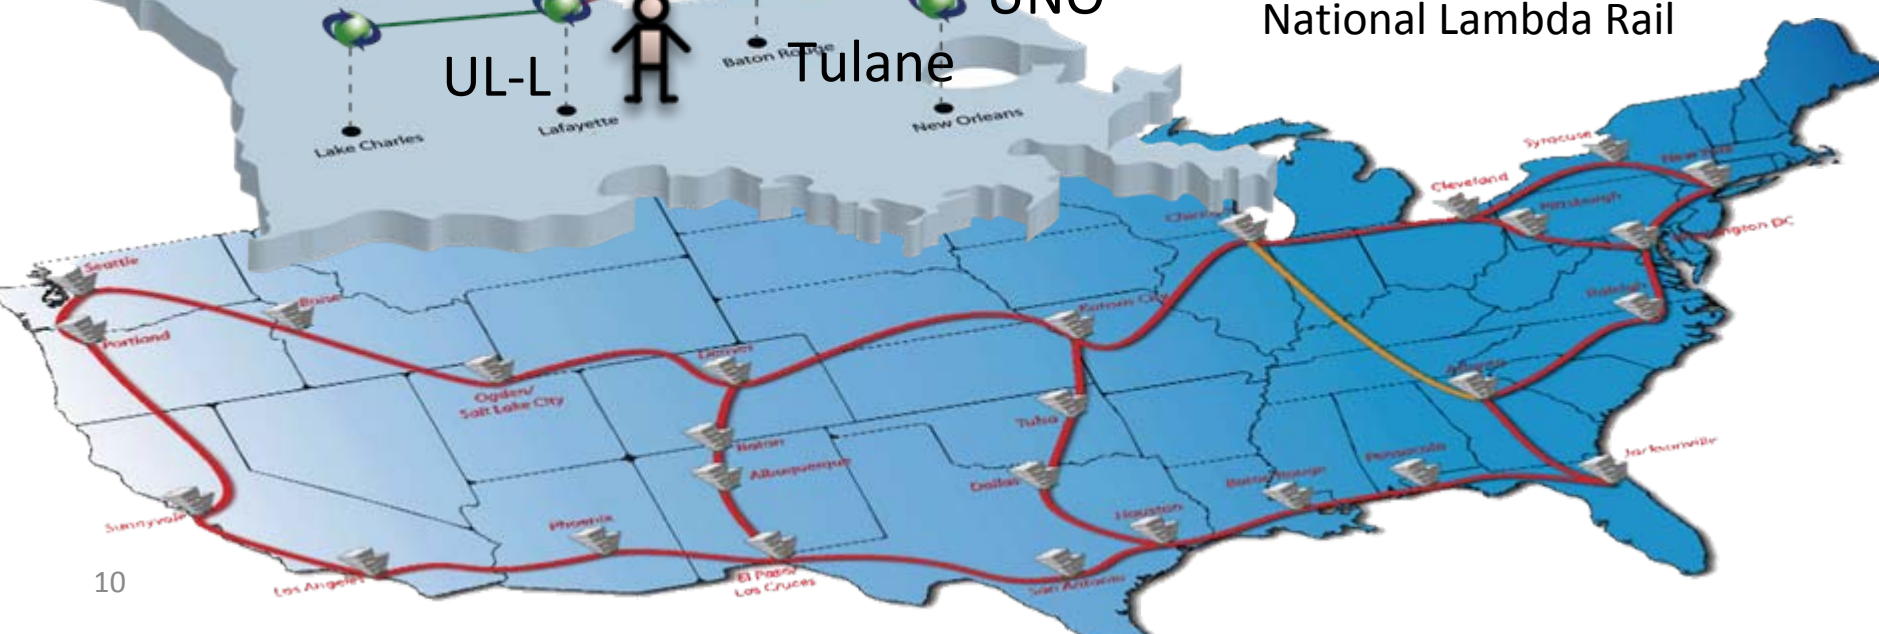 UNO
National Lambda Rail
Baton Rouge
Tulane
UL-L
Lake Charles
Lafayette
New Orleans
Syracuse
New York
Cleveland
Pittsburgh
Chicago
Seattle
Boise
Portland
Raleigh
Kansas City
Denver
Ogden/
Salt Lake City
Atlanta
Tulsa
Raton
Albuquerque
Dallas
Baton Rouge
Pensacola
Jacksonville
Sunnyvale
Phoenix
Houston
Los Angeles
El Paso/
Las Cruces
San Antonio
10